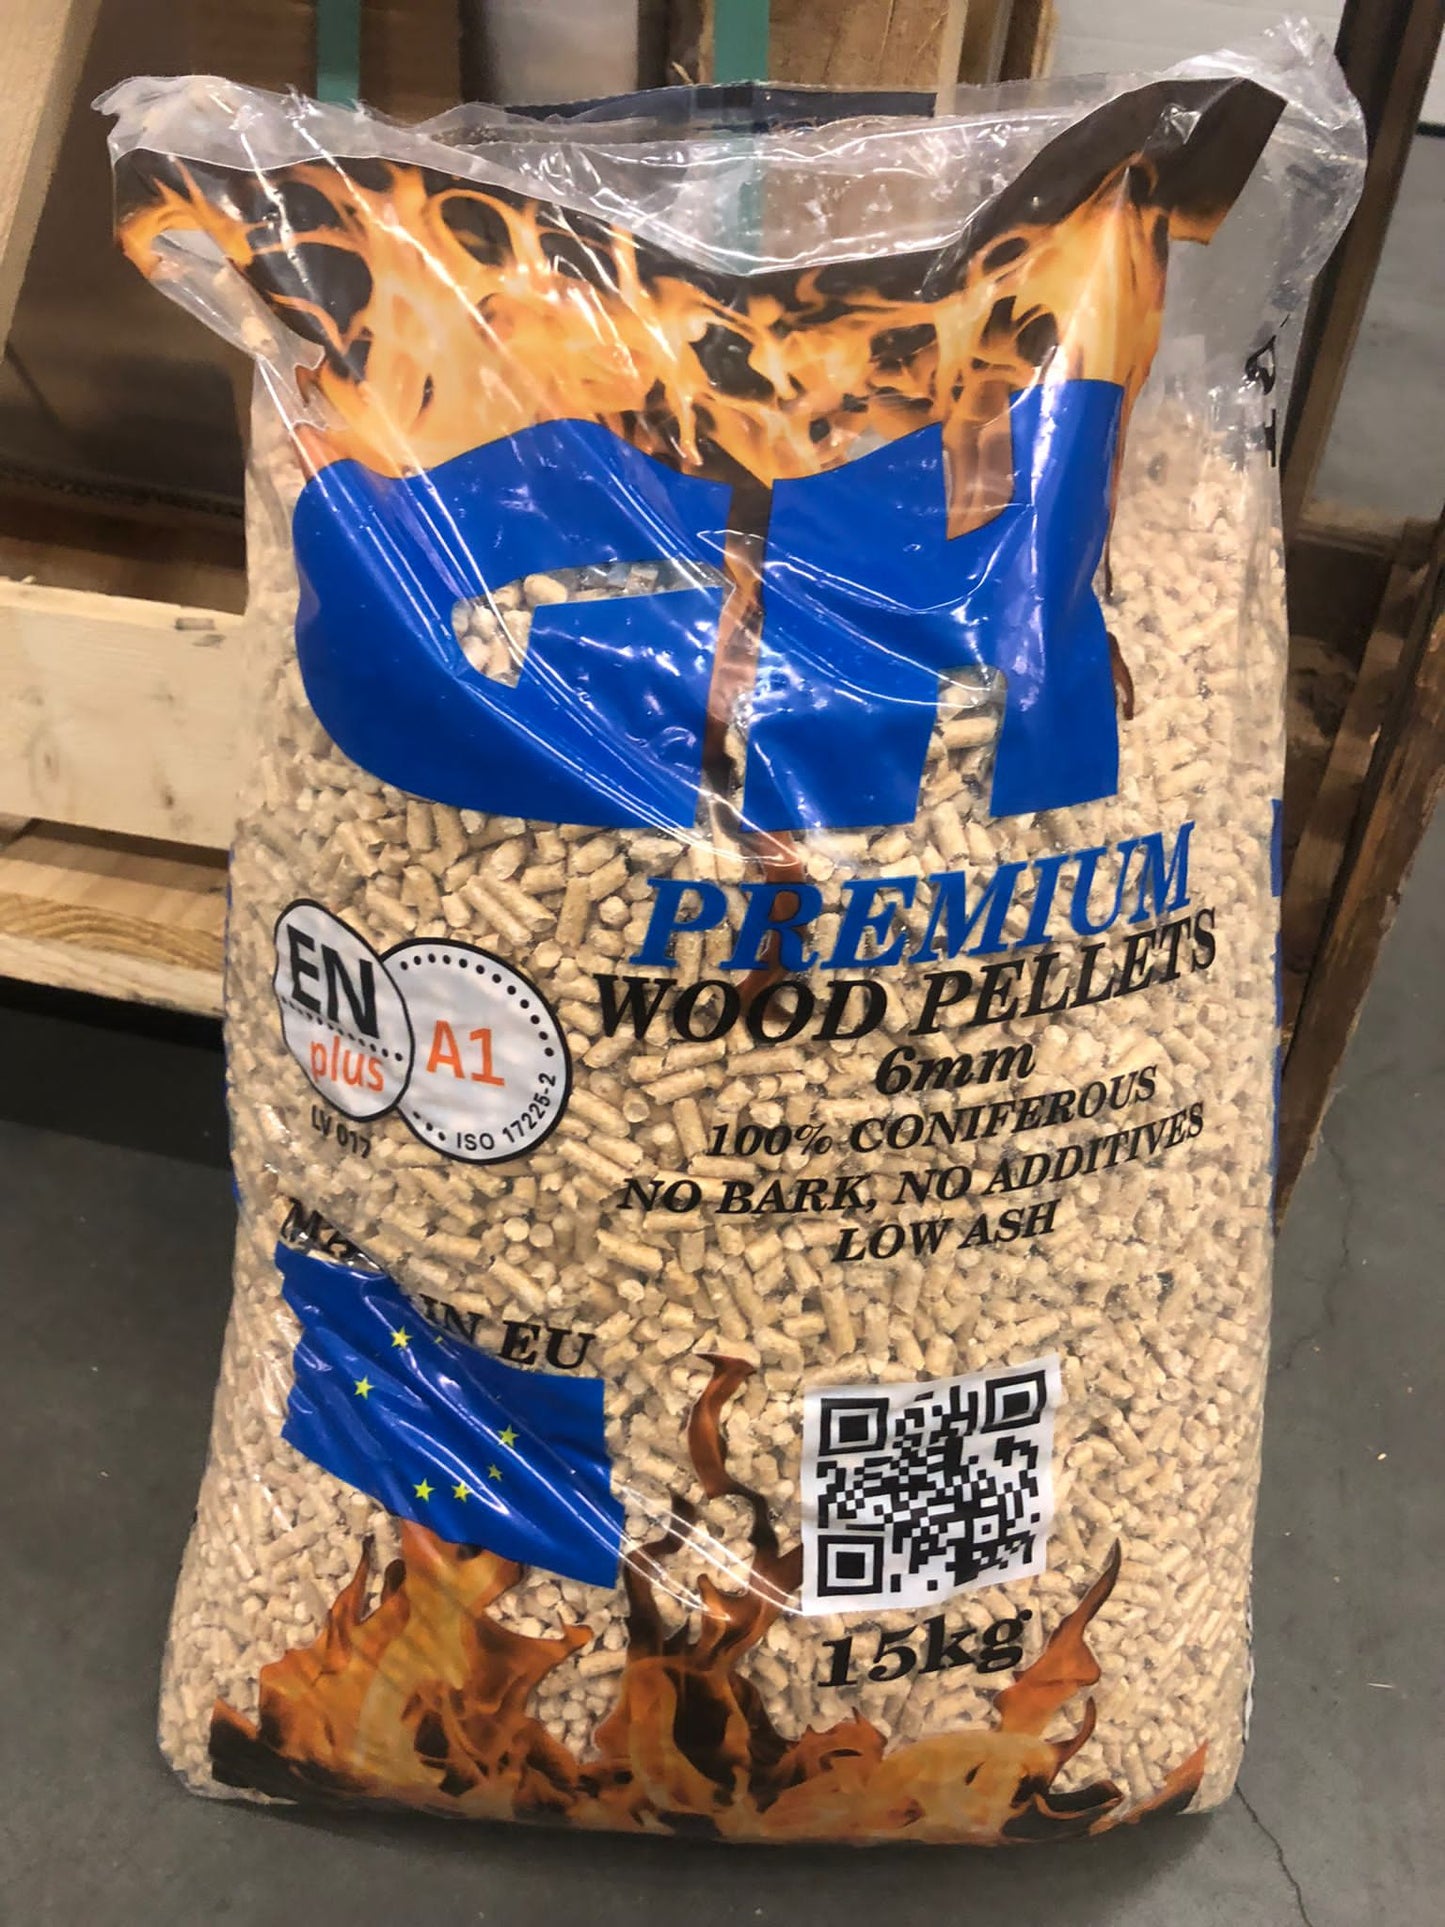 GH
PREMIUM
WOOD PELLETS
6mm
100% CONIFEROUS
NO BARK, NO ADDITIVES
LOW ASH
EN
plus
A1
ISO 17225-2
LV 017
IN EU
15kg